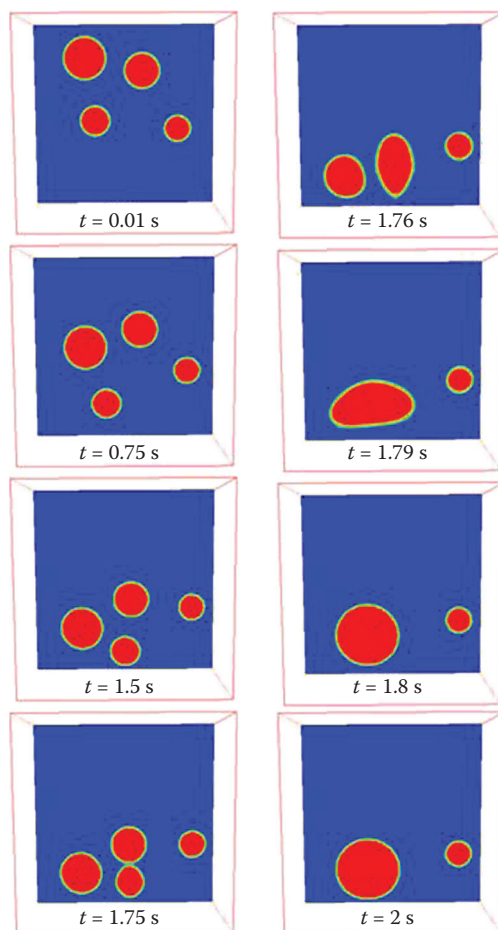 t = 0.01 s
t = 0.75 s
t = 1.5 s
t = 1.75 s
t = 1.76 s
t = 1.79 s
t = 1.8 s
t = 2 s